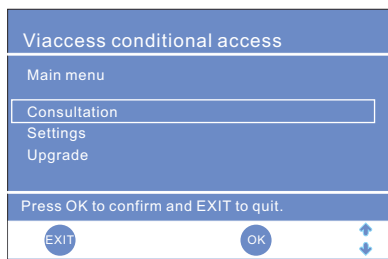 Viaccess conditional access
Main menu
Consultation
Settings
Upgrade
Press OK to confirm and EXIT to quit.
EXIT OK